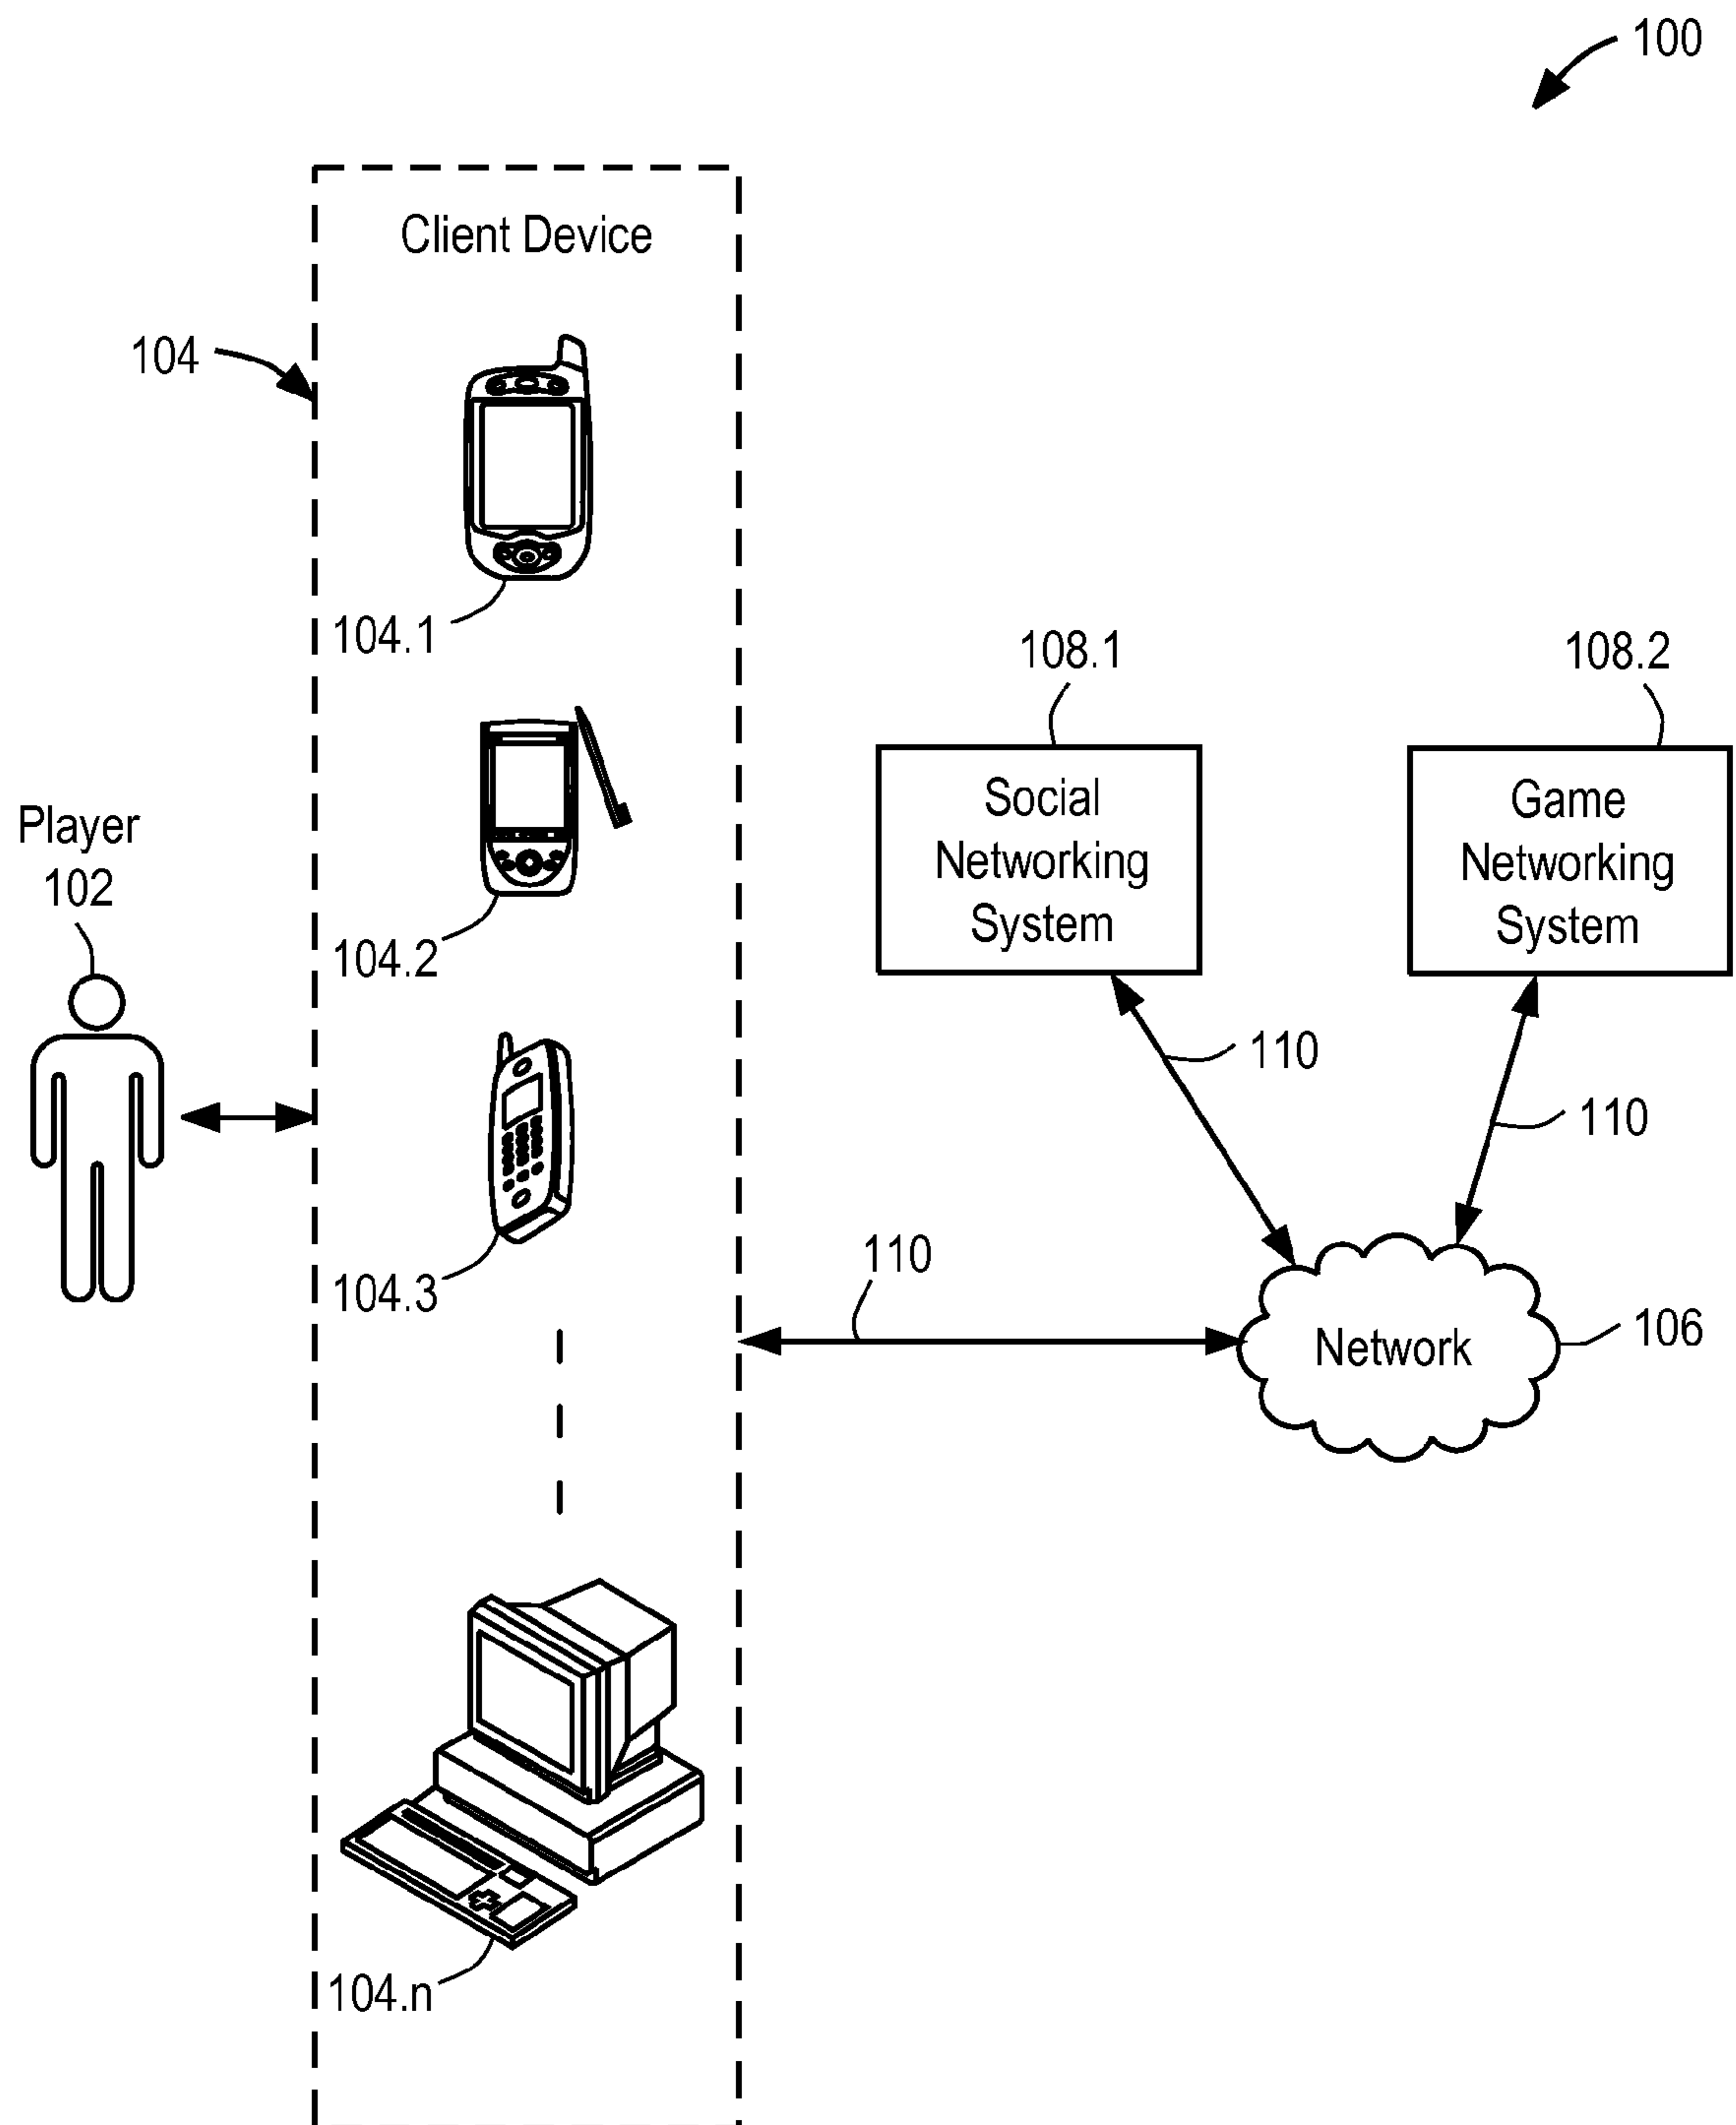 100
Client Device
104
104.1
108.1
108.2
Social
Networking
System
Game
Networking
System
Player
102
104.2
110
110
104.3
110
Network
106
104.n